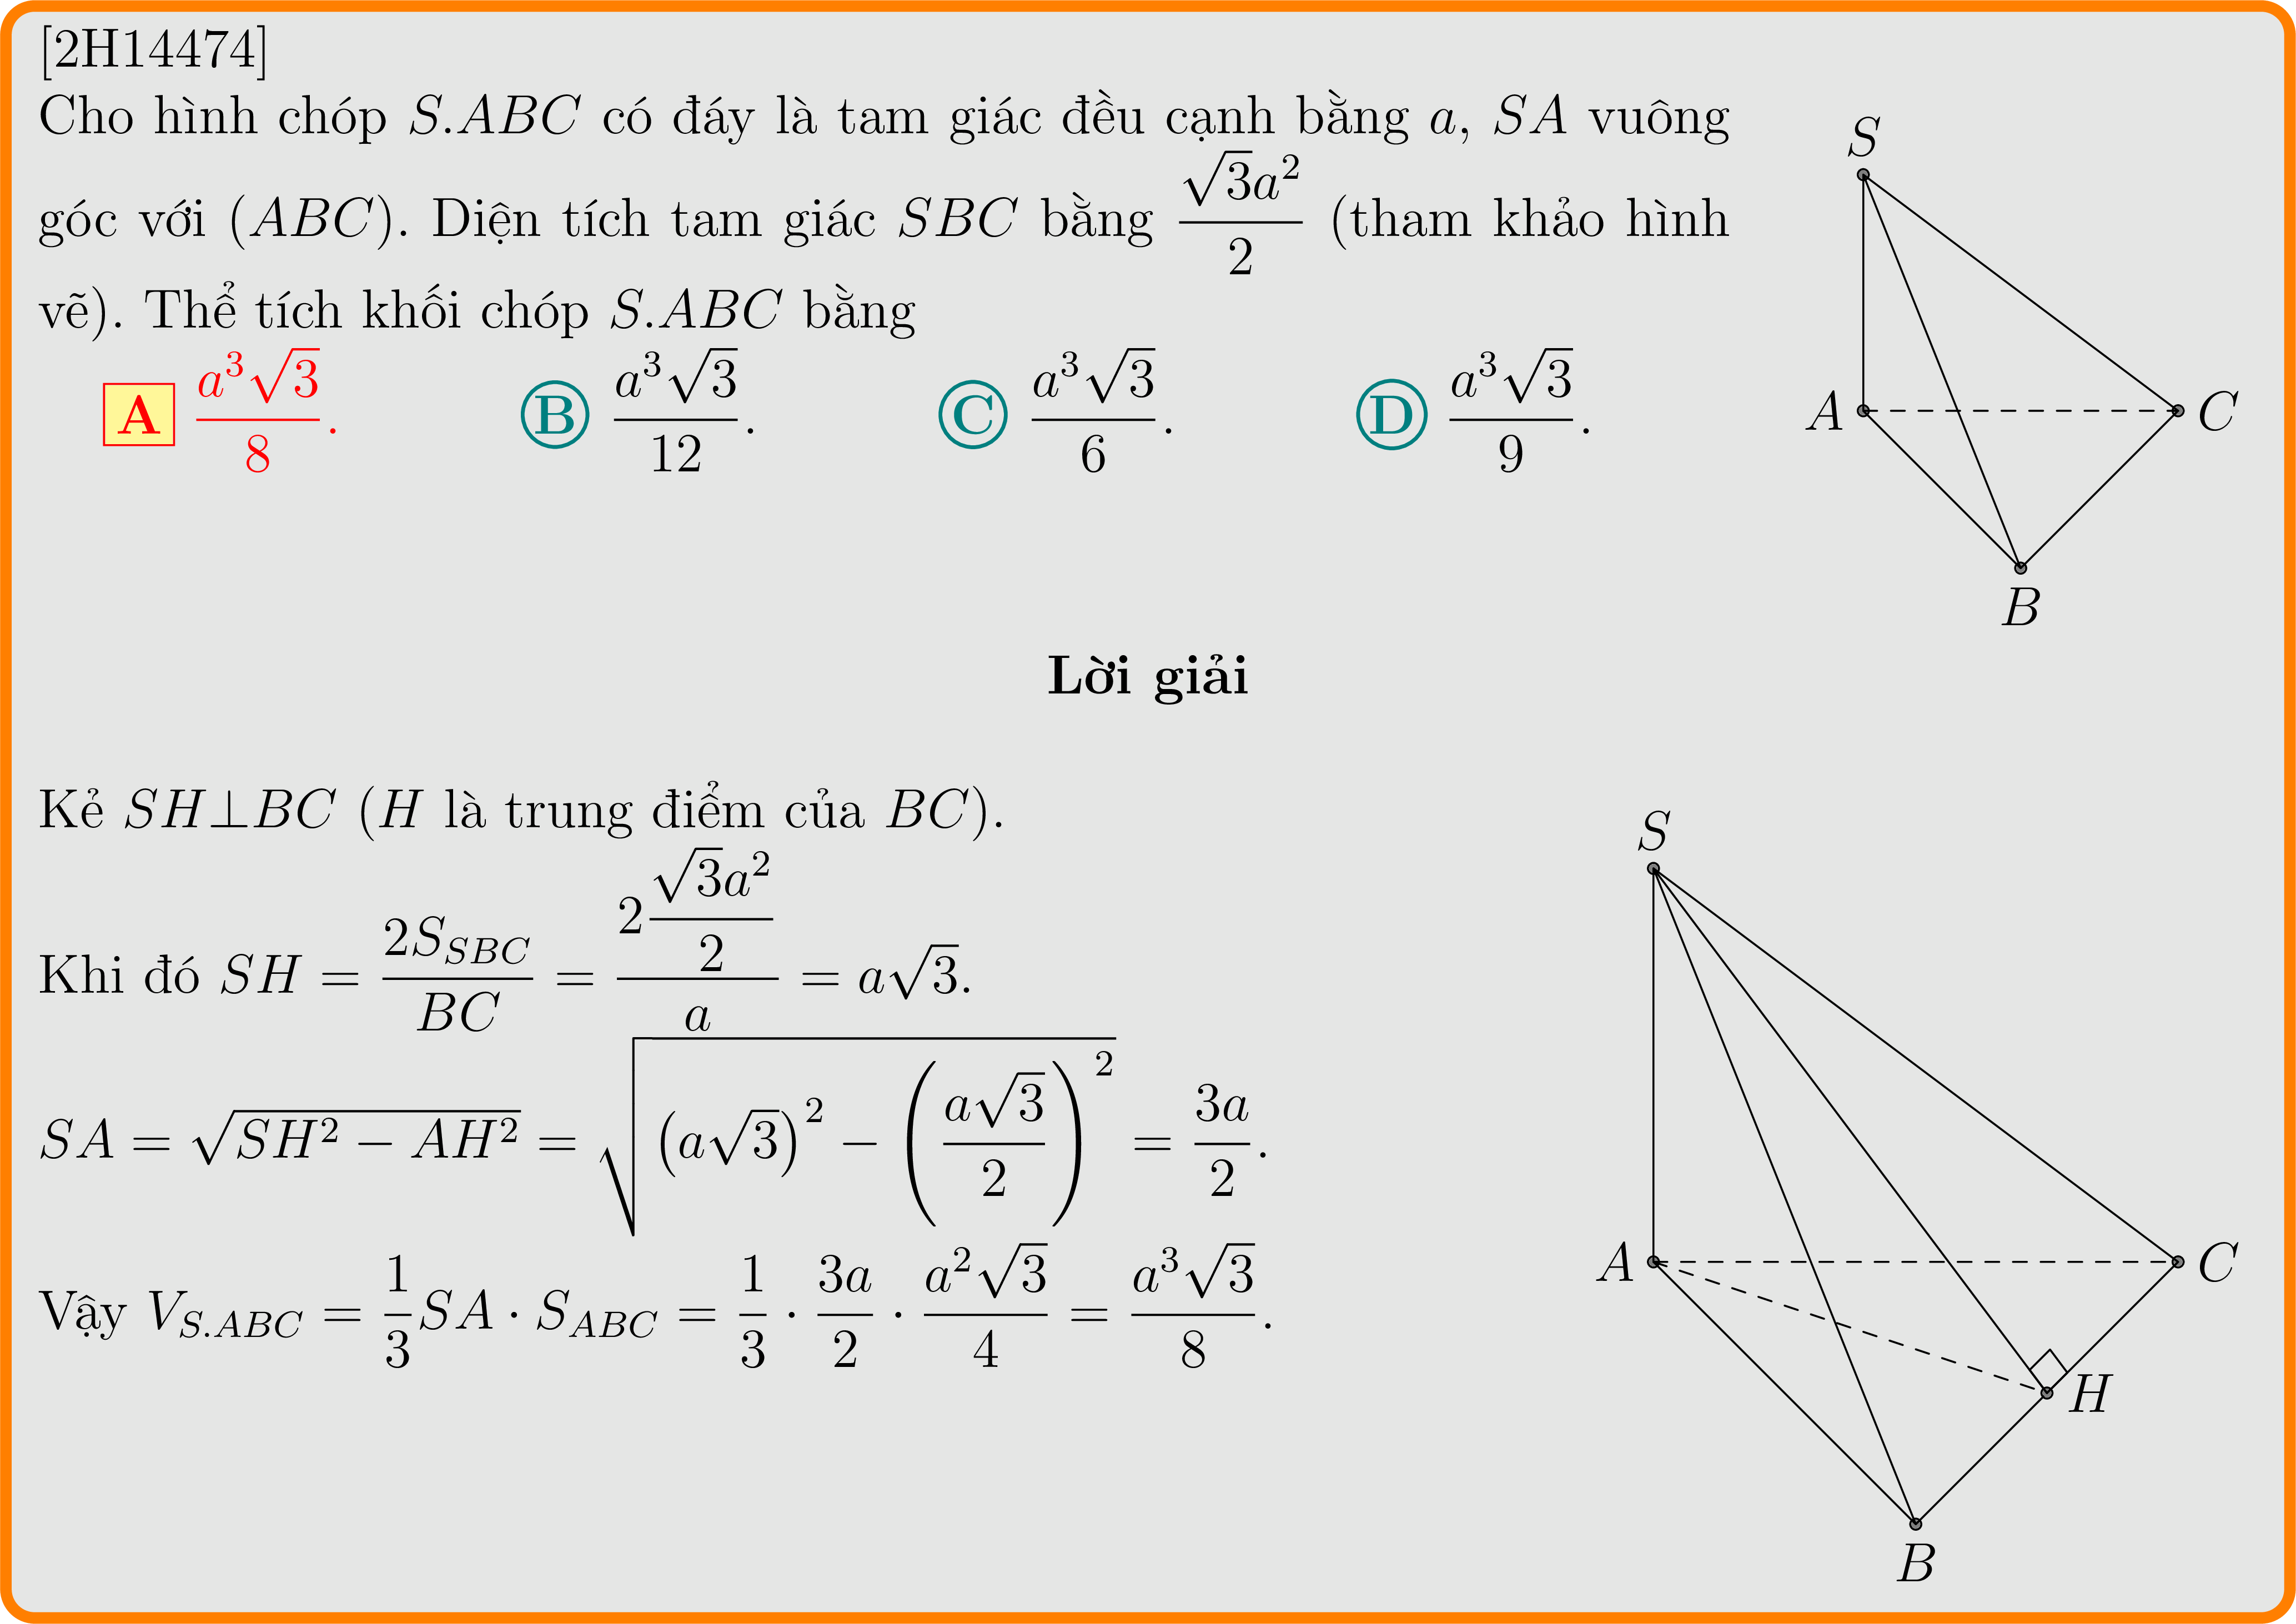 [2H14474]
Cho hình chóp S.ABC có đáy là tam giác đều cạnh bằng a, SA vuông
góc với (ABC). Diện tích tam giác SBC bằng \frac{\sqrt{3}a^2}{2} (tham khảo hình
vẽ). Thể tích khối chóp S.ABC bằng
A \frac{a^3\sqrt{3}}{8}. B \frac{a^3\sqrt{3}}{12}. C \frac{a^3\sqrt{3}}{6}. D \frac{a^3\sqrt{3}}{9}.
S
A
C
B
Lời giải
Kẻ SH⊥BC (H là trung điểm của BC).
Khi đó SH = \frac{2S_{SBC}}{BC} = \frac{2\frac{\sqrt{3}a^2}{2}}{a} = a\sqrt{3}.
SA = \sqrt{SH^2 − AH^2} = \sqrt{(a\sqrt{3})^2 − \left(\frac{a\sqrt{3}}{2}\right)^2} = \frac{3a}{2}.
Vậy V_{S.ABC} = \frac{1}{3}SA · S_{ABC} = \frac{1}{3} · \frac{3a}{2} · \frac{a^2\sqrt{3}}{4} = \frac{a^3\sqrt{3}}{8}.
S
A
C
H
B